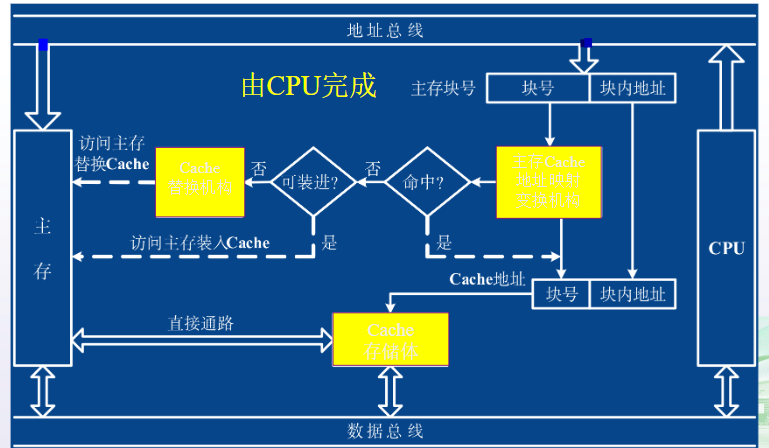 地址总线
由CPU完成
主存块号
块号
块内地址
访问主存
替换Cache
Cache
替换机构
否
可装进?
否
命中?
主存Cache
地址映射
变换机构
主
存
访问主存装入Cache
是
是
CPU
Cache地址
块号
块内地址
直接通路
Cache
存储体
数据总线